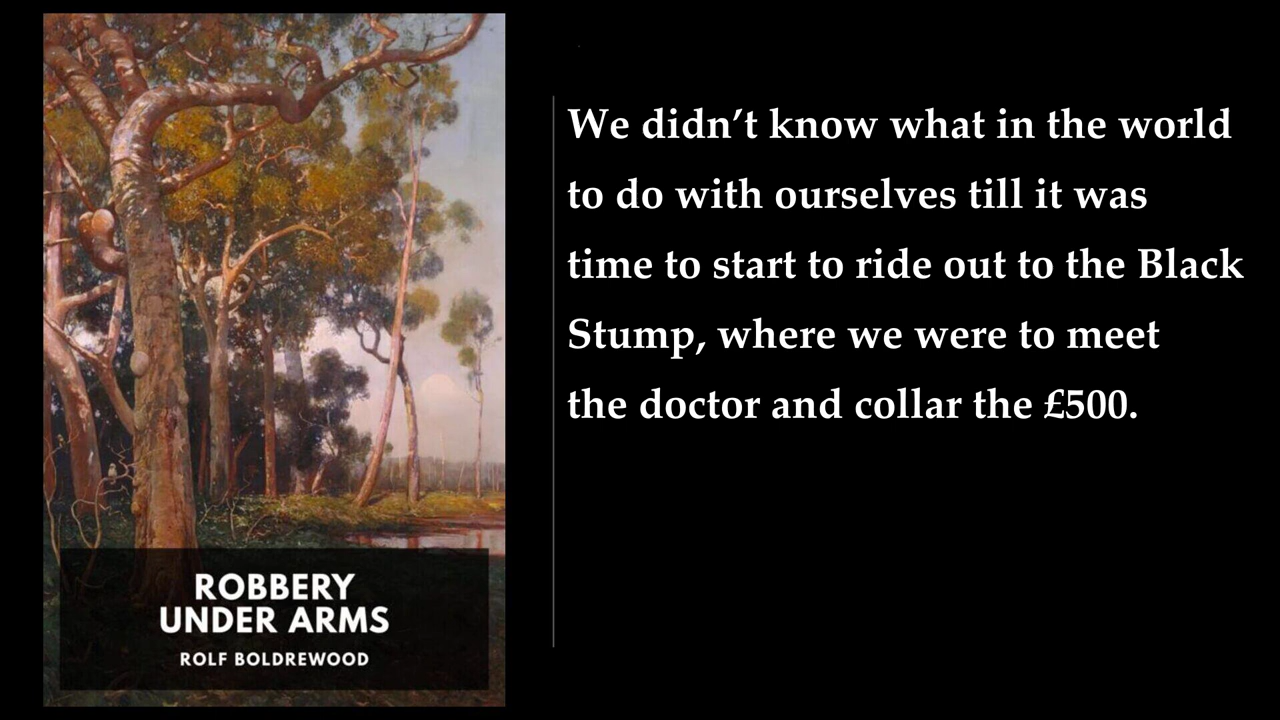 We didn’t know what in the world
to do with ourselves till it was
time to start to ride out to the Black
Stump, where we were to meet
the doctor and collar the £500.
ROBBERY
UNDER ARMS
ROLF BOLDREWOOD